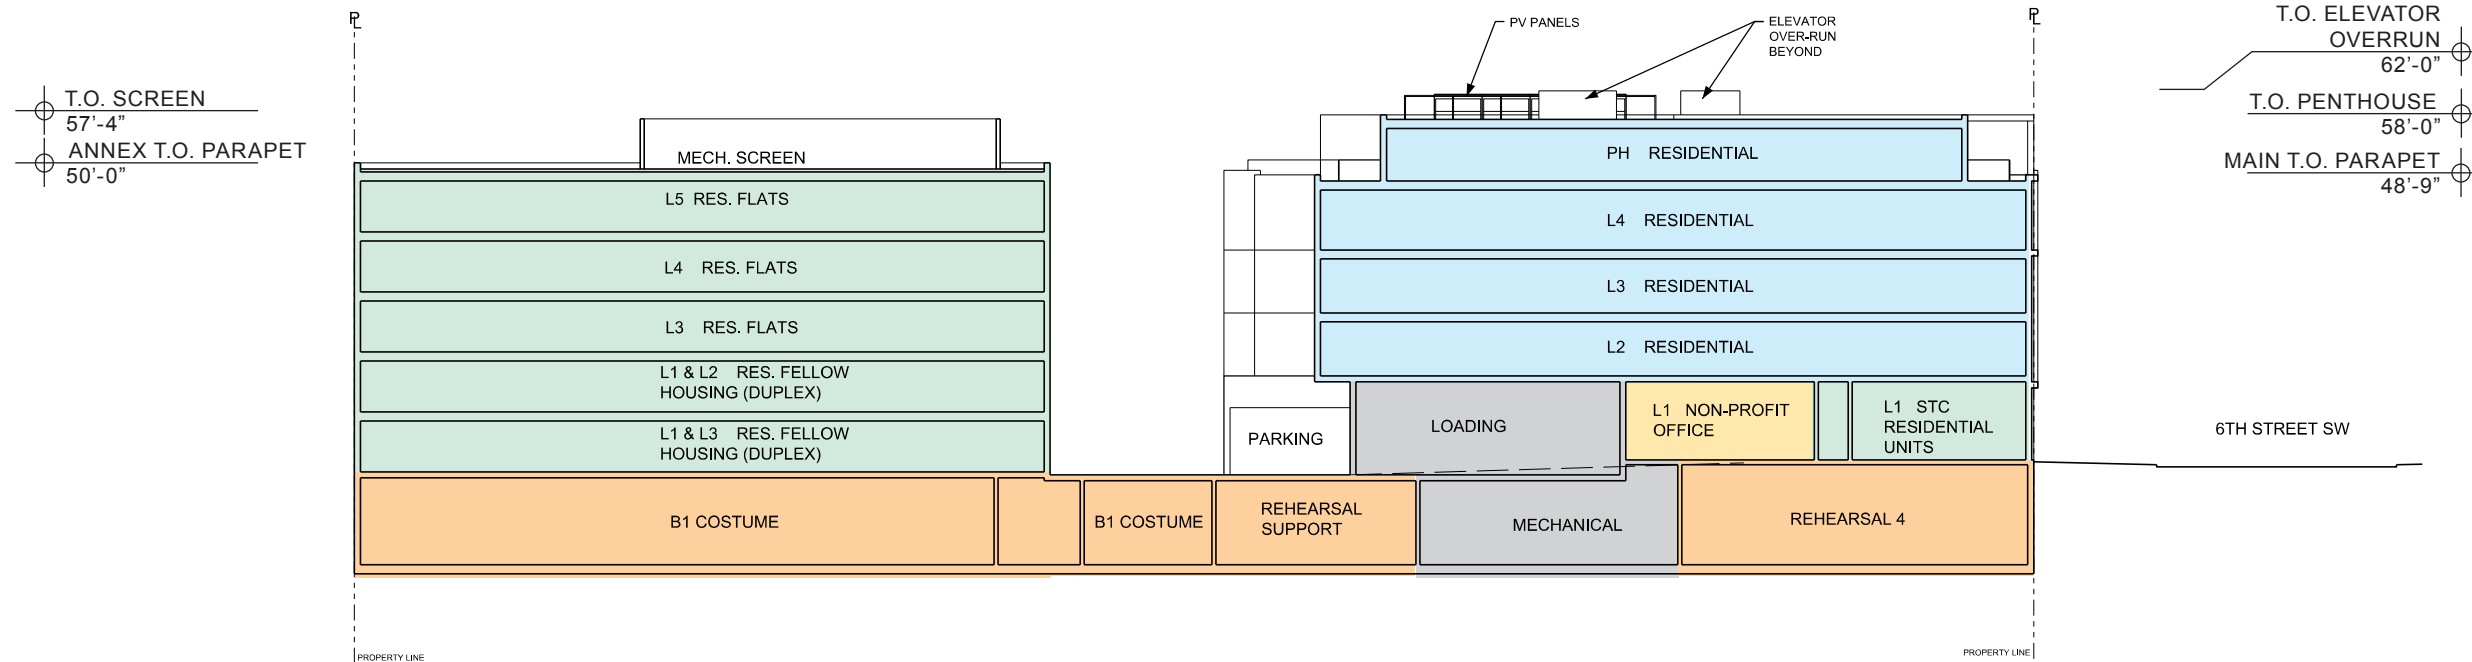 PL
PL
PV PANELS
ELEVATOR
OVER-RUN
BEYOND
T.O. ELEVATOR
OVERRUN
62'-0"
T.O. SCREEN
57'-4"
ANNEX T.O. PARAPET
50'-0"
T.O. PENTHOUSE
58'-0"
MAIN T.O. PARAPET
48'-9"
MECH. SCREEN
L5 RES. FLATS
L4 RES. FLATS
L3 RES. FLATS
L1 & L2 RES. FELLOW
HOUSING (DUPLEX)
L1 & L3 RES. FELLOW
HOUSING (DUPLEX)
PH RESIDENTIAL
L4 RESIDENTIAL
L3 RESIDENTIAL
L2 RESIDENTIAL
PARKING
LOADING
L1 NON-PROFIT
OFFICE
L1 STC
RESIDENTIAL
UNITS
6TH STREET SW
B1 COSTUME
B1 COSTUME
REHEARSAL
SUPPORT
MECHANICAL
REHEARSAL 4
PROPERTY LINE
PROPERTY LINE